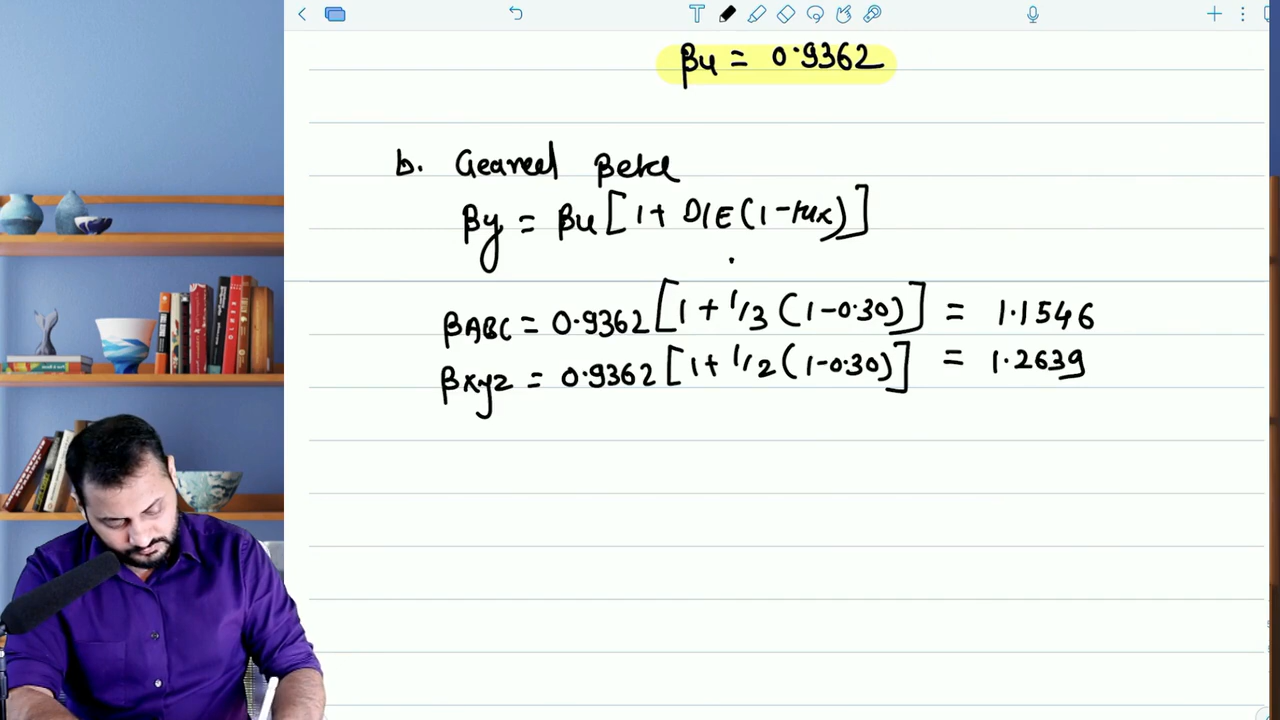 βu = 0.9362
b. Geared Beta
βg = βu [1 + D/E (1 - tax)]
βABC = 0.9362 [1 + 1/3 (1 - 0.30)] = 1.1546
βxyz = 0.9362 [1 + 1/2 (1 - 0.30)] = 1.2639